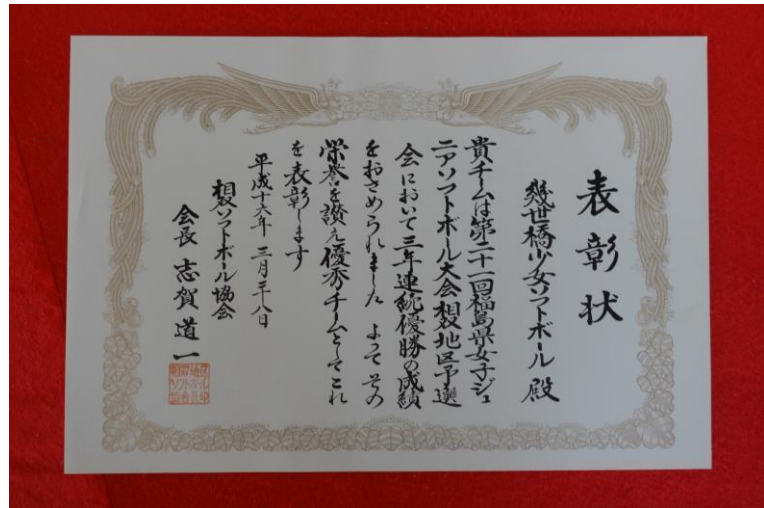 表彰状
幾世橋少女ソフトボール殿
貴チームは第二十一回福島県女子ジュ
ニアソフトボール大会相双地区予選
会において三年連続優勝の成績
をおさめられました よってその
栄誉を讃え優秀チームとしてこれ
を表彰します
平成十六年 三月二十八日
相双ソフトボール協会
会長 志賀道一